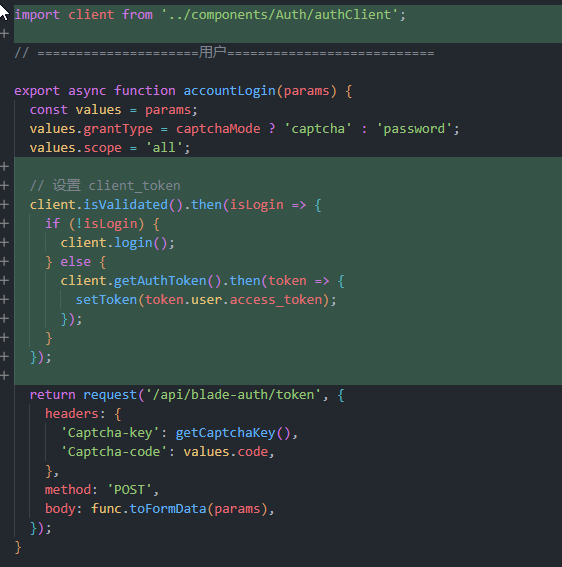 import client from '../components/Auth/authClient';
// =====================用户===========================
export async function accountLogin(params) {
const values = params;
values.grantType = captchaMode ? 'captcha' : 'password';
values.scope = 'all';
// 设置 client_token
client.isValidated().then(isLogin => {
if (!isLogin) {
client.login();
} else {
client.getAuthToken().then(token => {
setToken(token.user.access_token);
});
}
});
return request('/api/blade-auth/token', {
headers: {
'Captcha-key': getCaptchaKey(),
'Captcha-code': values.code,
},
method: 'POST',
body: func.toFormData(params),
});
}